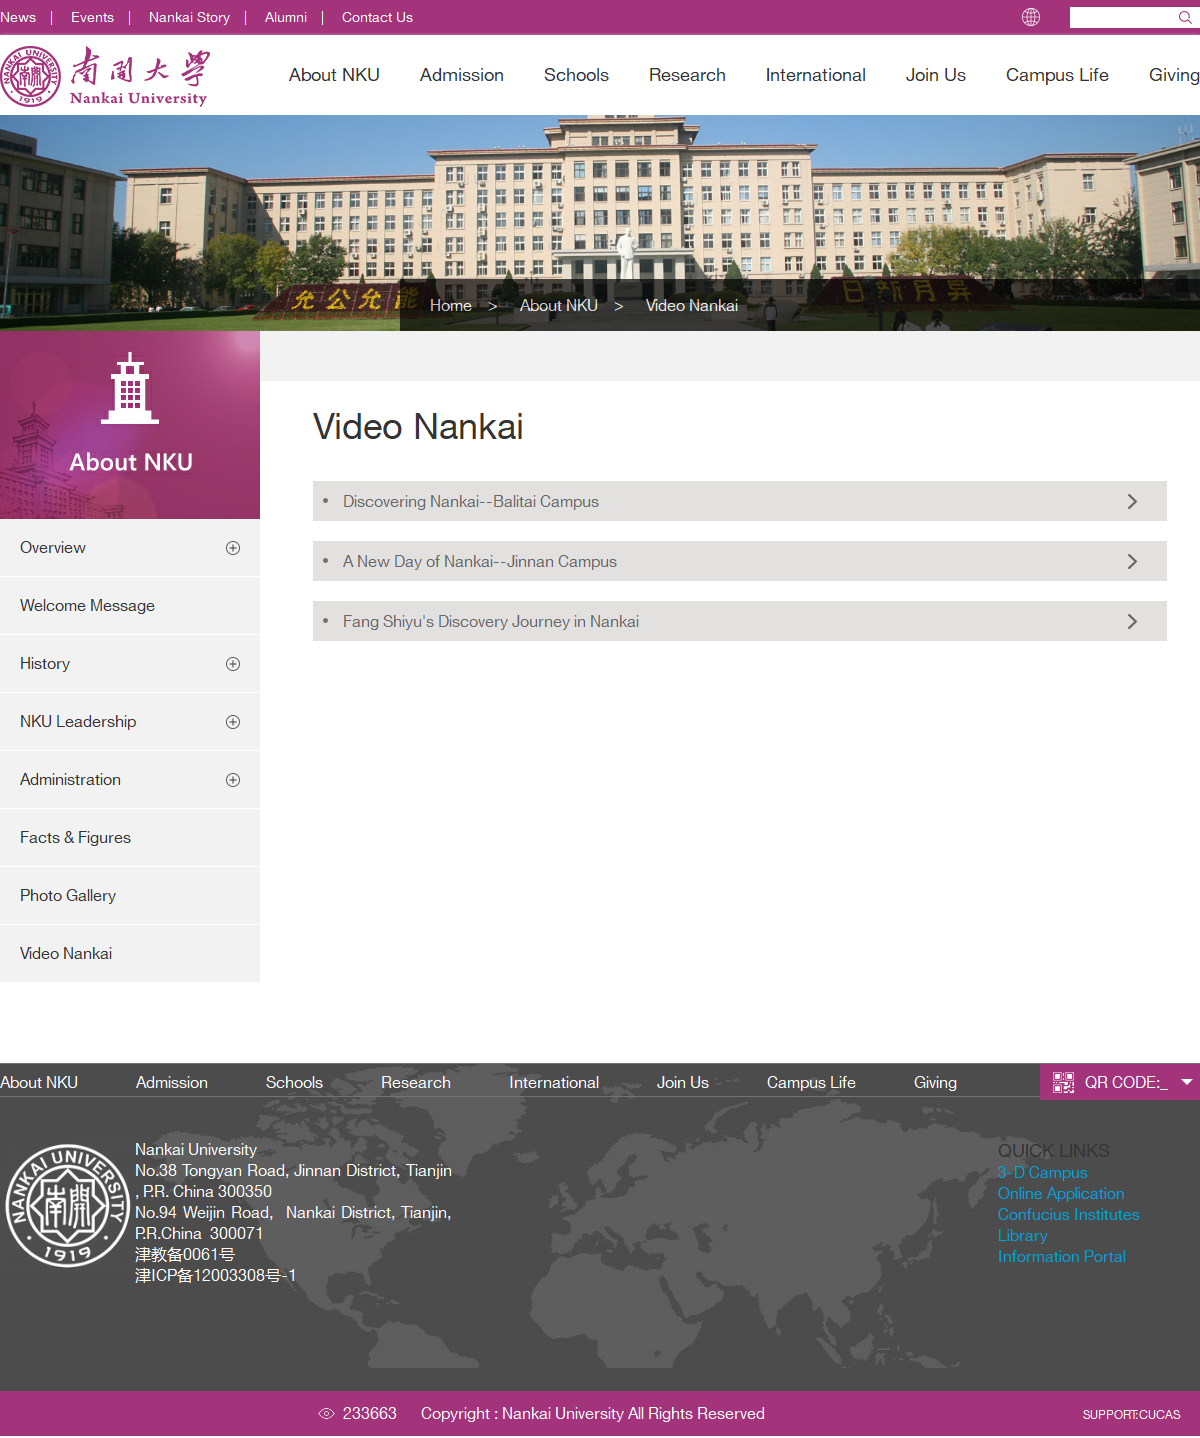 News | Events | Nankai Story | Alumni | Contact Us
NANKAI UNIVERSITY
1919
南開大學
Nankai University
About NKU Admission Schools Research International Join Us Campus Life Giving
允公允能
日新月異
Home > About NKU > Video Nankai
About NKU
Overview
Welcome Message
History
NKU Leadership
Administration
Facts & Figures
Photo Gallery
Video Nankai
Video Nankai
• Discovering Nankai--Balitai Campus
• A New Day of Nankai--Jinnan Campus
• Fang Shiyu's Discovery Journey in Nankai
About NKU Admission Schools Research International Join Us Campus Life Giving
QR CODE:_
NANKAI UNIVERSITY
南開
1919
Nankai University
No.38 Tongyan Road, Jinnan District, Tianjin
, P.R. China 300350
No.94 Weijin Road, Nankai District, Tianjin,
P.R.China 300071
津教备0061号
津ICP备12003308号-1
QUICK LINKS
3-D Campus
Online Application
Confucius Institutes
Library
Information Portal
233663 Copyright : Nankai University All Rights Reserved
SUPPORT:CUCAS